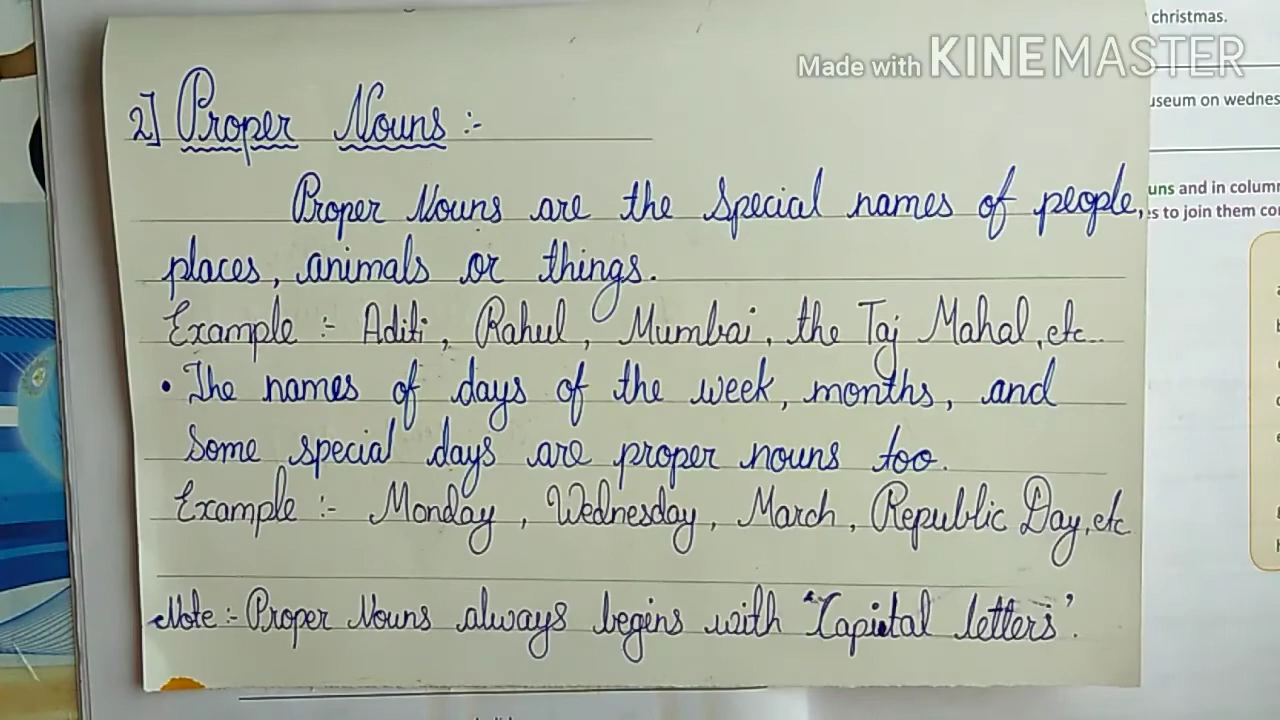 christmas.
Made with KINEMASTER
useum on wednes
2] Proper Nouns :-
uns and in colum
s to join them co
Proper Nouns are the special names of people,
places, animals or things.
Example :- Aditi, Rahul, Mumbai, the Taj Mahal, etc..
• The names of days of the week, months, and
some special days are proper nouns too.
Example :- Monday, Wednesday, March, Republic Day, etc
Note :- Proper Nouns always begins with "Capital letters".